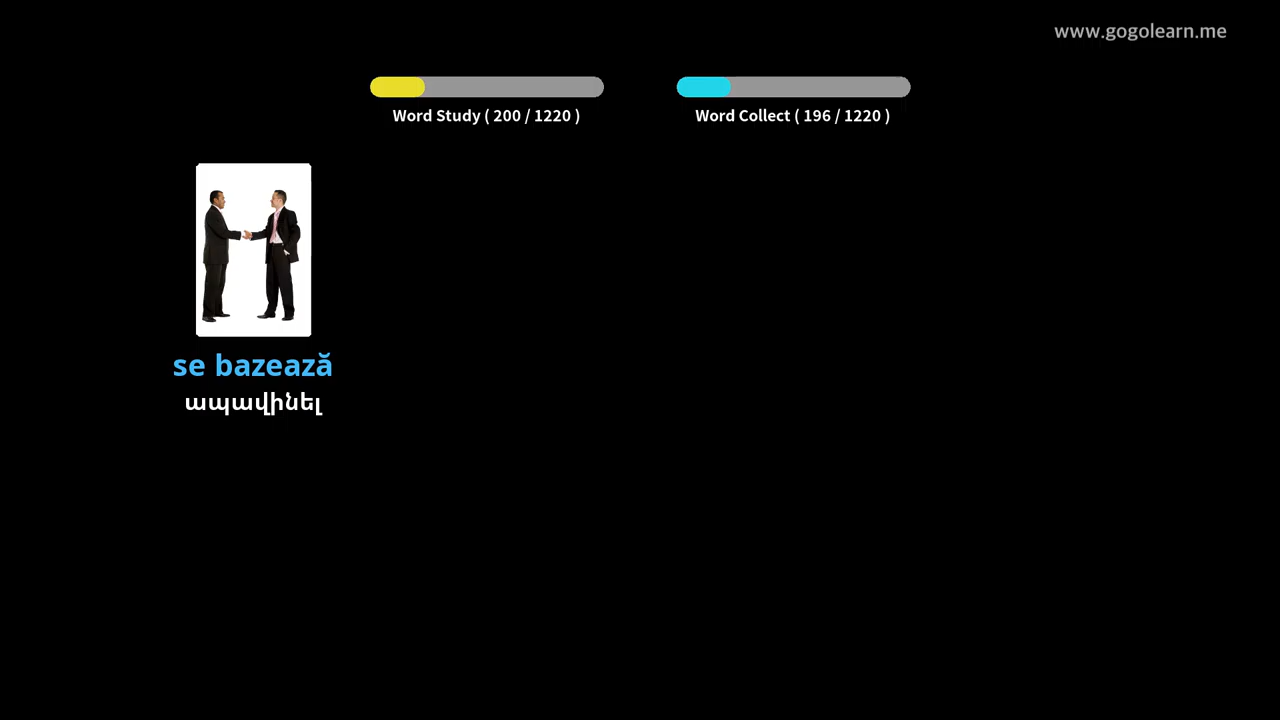 www.gogolearn.me
Word Study ( 200 / 1220 )
Word Collect ( 196 / 1220 )
se bazează
ապավինել